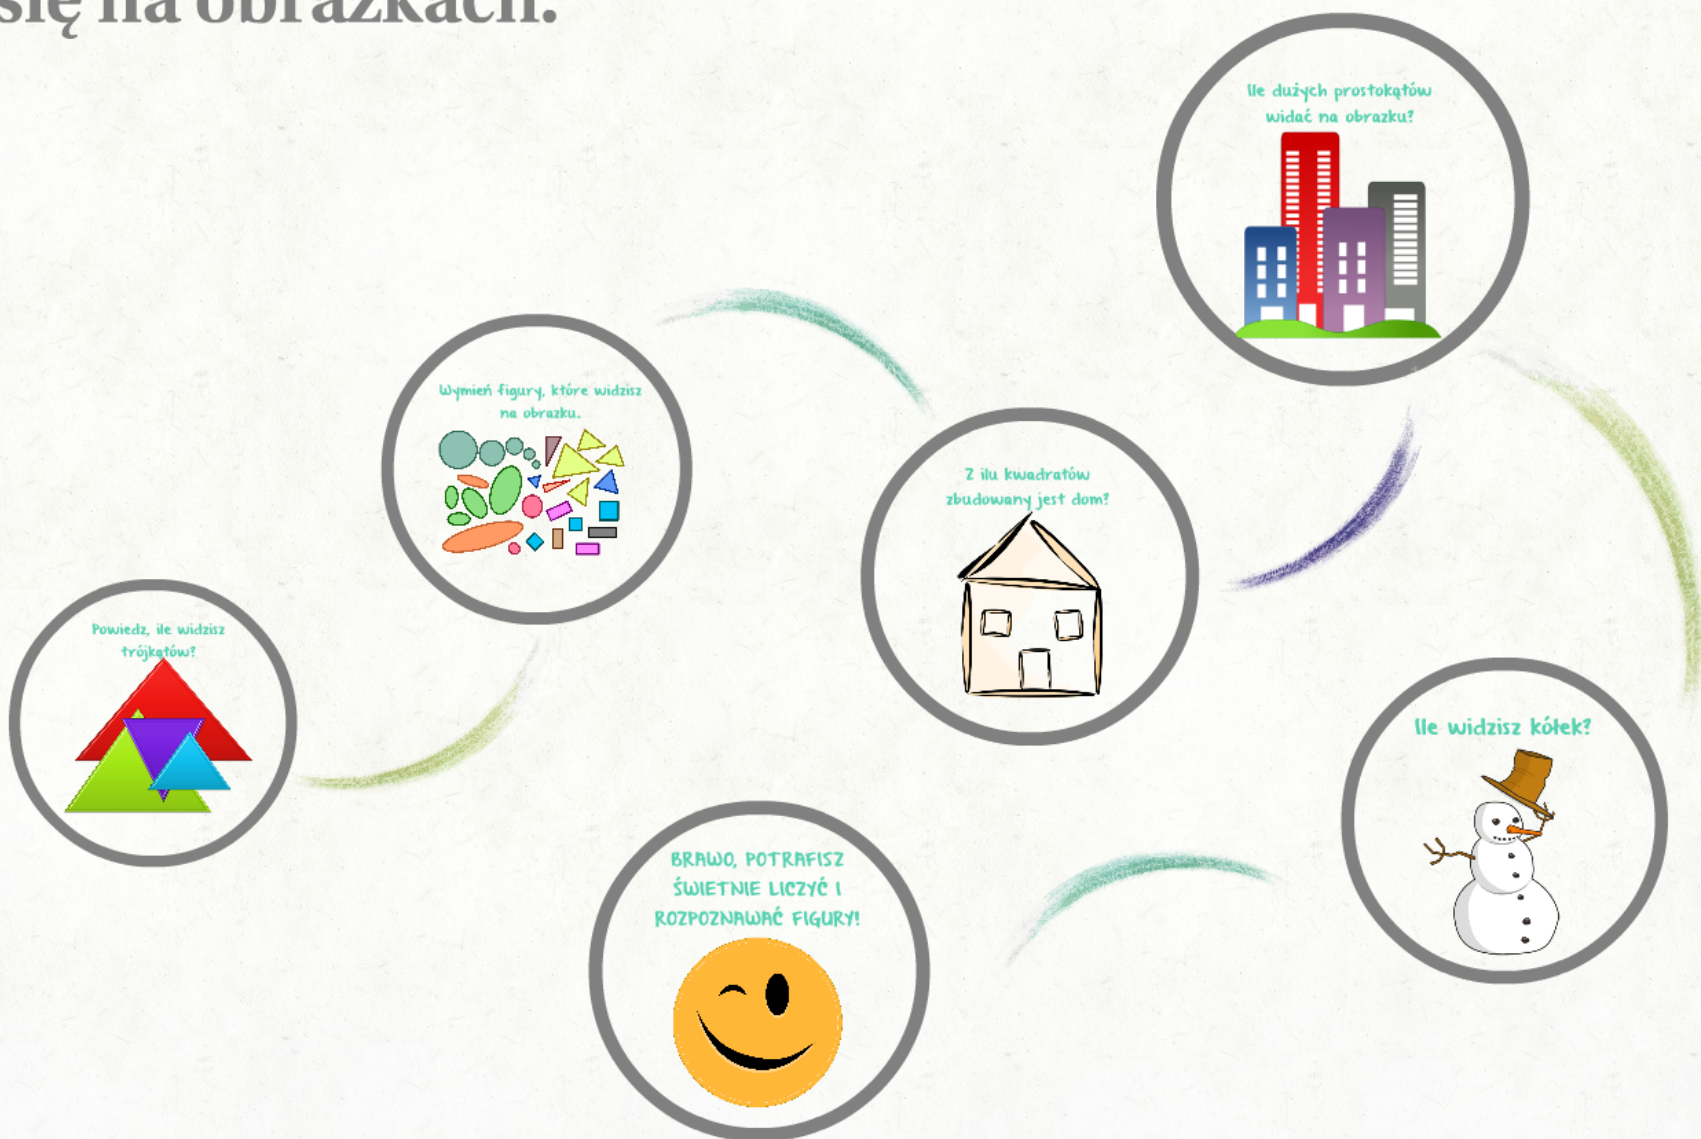 się na obrazkach.
Powiedz, ile widzisz
trójkątów?
Wymień figury, które widzisz
na obrazku.
Z ilu kwadratów
zbudowany jest dom?
Ile dużych prostokątów
widać na obrazku?
Ile widzisz kółek?
BRAWO, POTRAFISZ
ŚWIETNIE LICZYĆ I
ROZPOZNAWAĆ FIGURY!